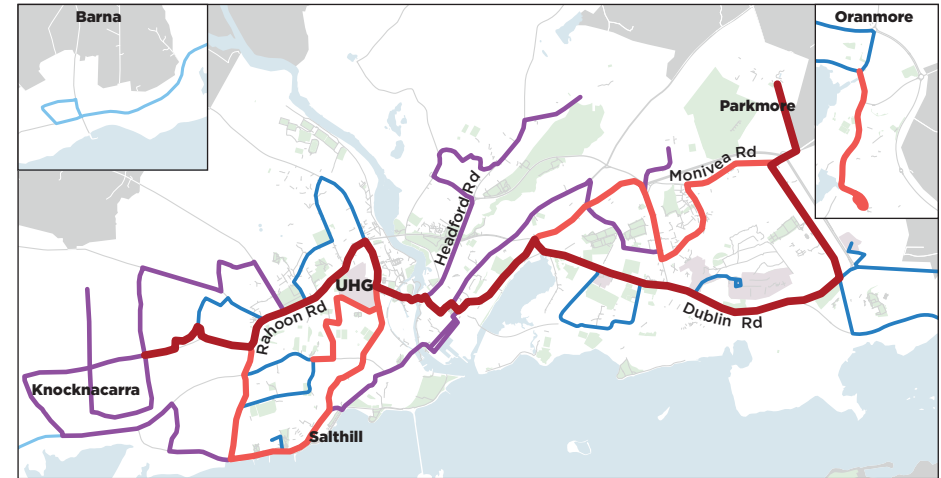 Barna
Oranmore
Parkmore
Monivea Rd
Headford Rd
UHG
Rahoon Rd
Dublin Rd
Knocknacarra
Salthill